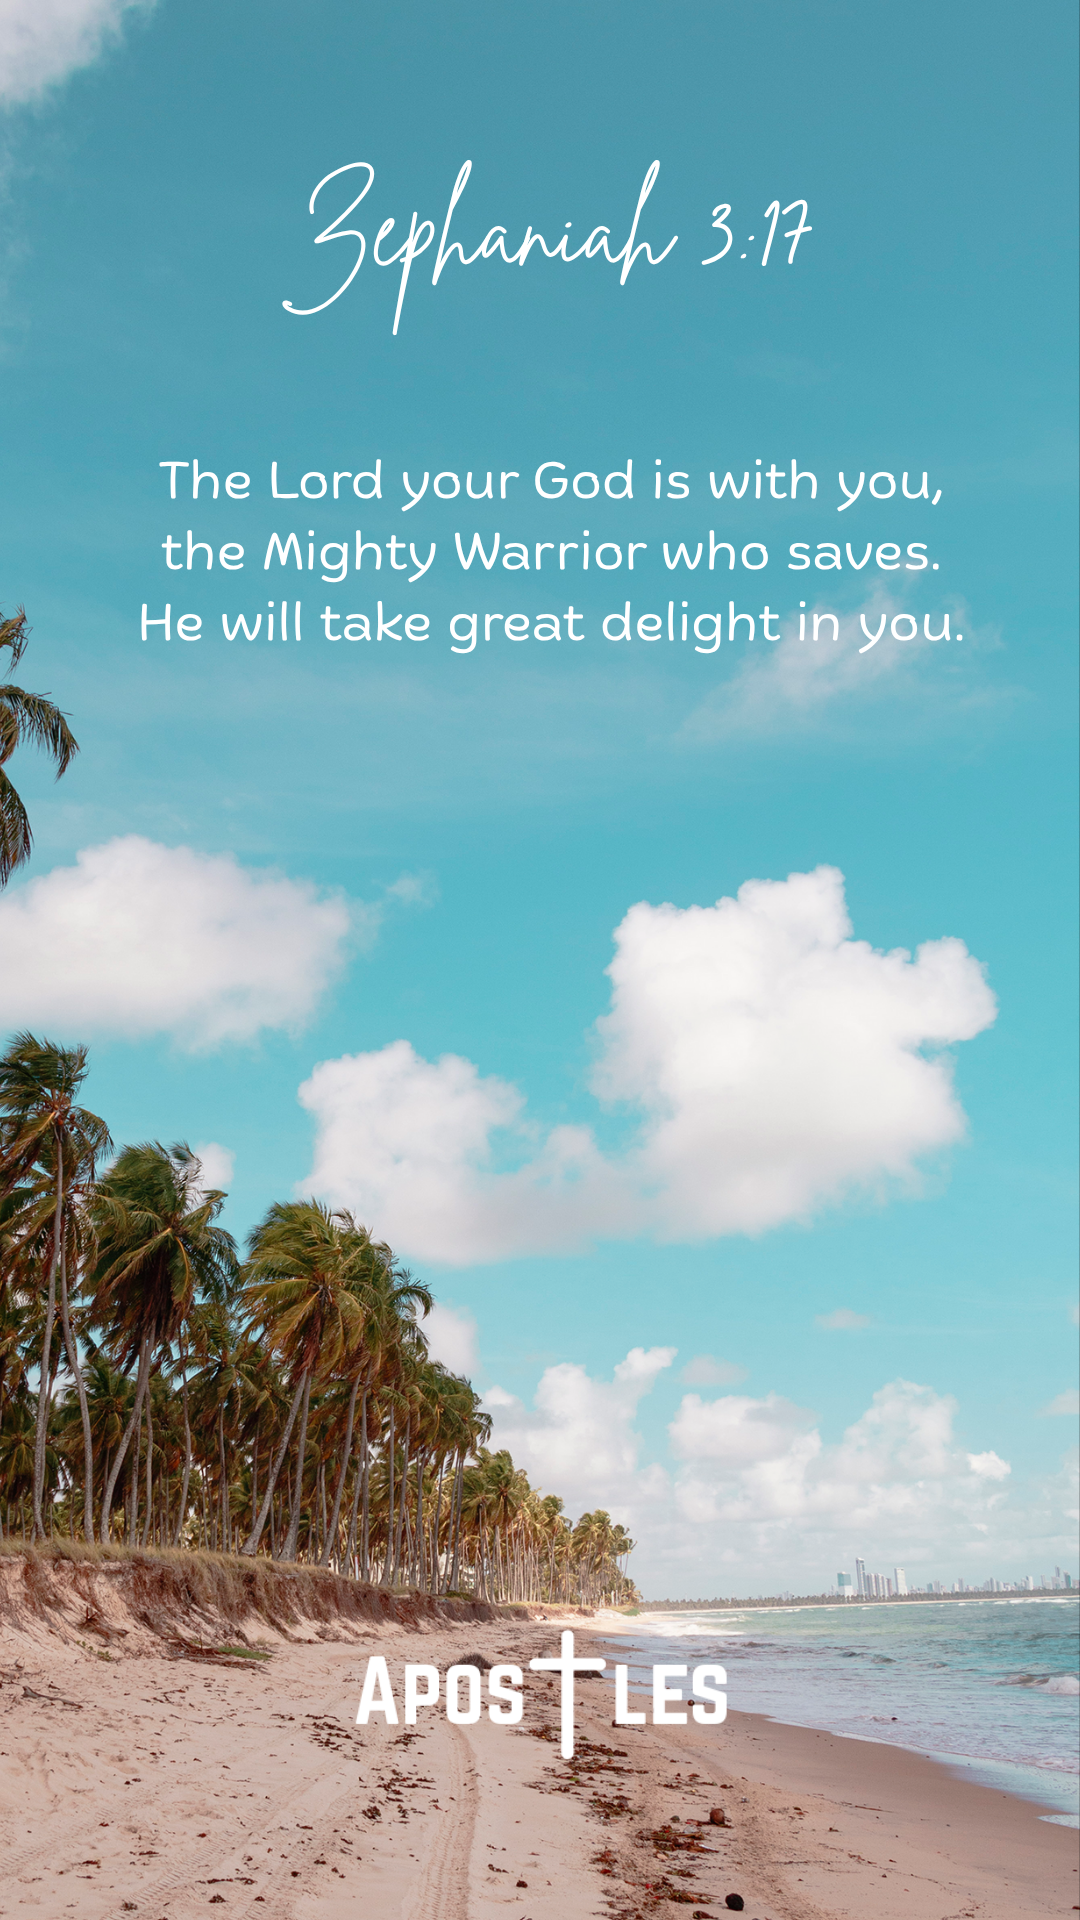 Zephaniah 3:17
The Lord your God is with you,
the Mighty Warrior who saves.
He will take great delight in you.
APOSTLES